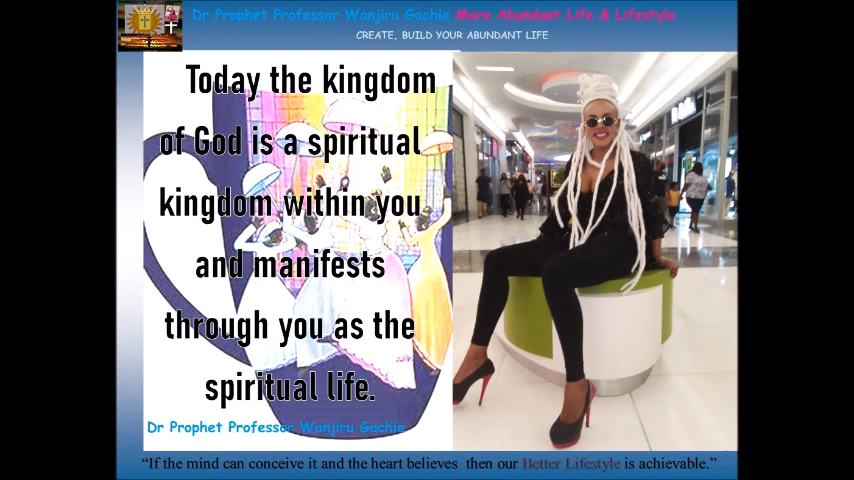 Dr Prophet Professor Wanjiru Gachie More Abundant Life & Lifestyle
CREATE, BUILD YOUR ABUNDANT LIFE
Today the kingdom
of God is a spiritual
kingdom within you
and manifests
through you as the
spiritual life.
Dr Prophet Professor Wanjiru Gachie
“If the mind can conceive it and the heart believes then our Better Lifestyle is achievable.”